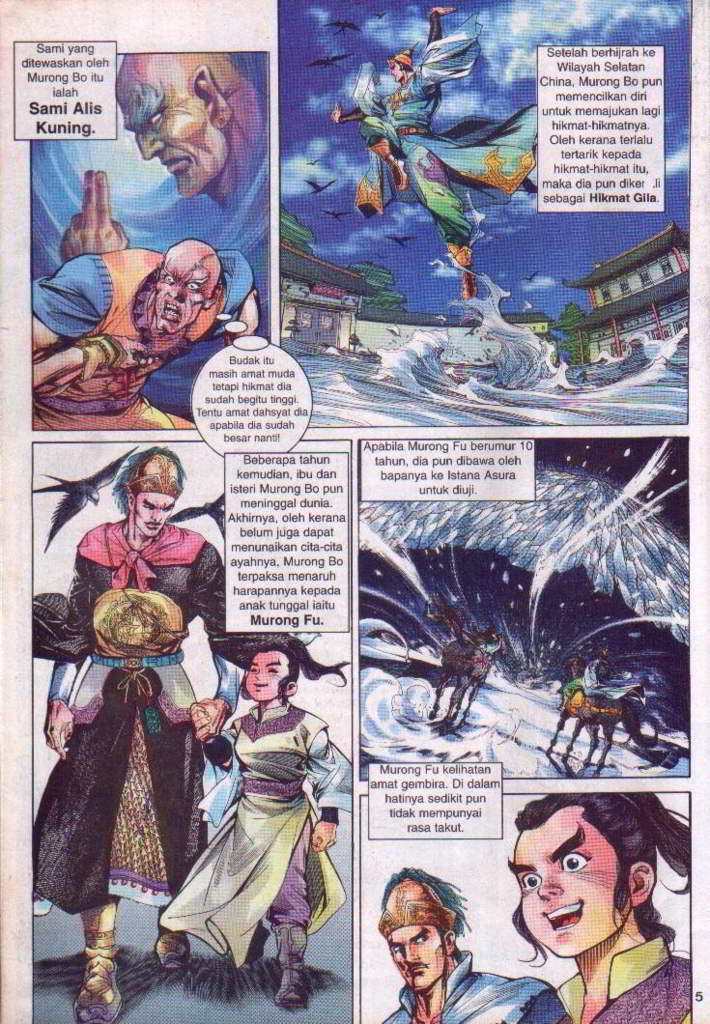 Sami yang
ditewaskan oleh
Murong Bo itu
ialah
Sami Alis
Kuning.
Setelah berhijrah ke
Wilayah Selatan
China, Murong Bo pun
memencilkan diri
untuk memajukan lagi
hikmat-hikmatnya.
Oleh kerana terlalu
tertarik kepada
hikmat-hikmat itu,
maka dia pun
sebagai Hikmat Gila.
Budak itu
masih amat muda
tetapi hikmat dia
sudah begitu tinggi.
Tentu amat dahsyat dia
apabila dia sudah
besar nanti!
Beberapa tahun
kemudian, ibu dan
isteri Murong Bo pun
meninggal dunia.
Akhirnya, oleh kerana
belum juga dapat
menunaikan cita-cita
ayahnya, Murong Bo
terpaksa menaruh
harapannya kepada
anak tunggal iaitu
Murong Fu.
Apabila Murong Fu berumur 10
tahun, dia pun dibawa oleh
bapanya ke Istana Asura
untuk diuji.
Murong Fu kelihatan
amat gembira. Di dalam
hatinya sedikit pun
tidak mempunyai
rasa takut.
5